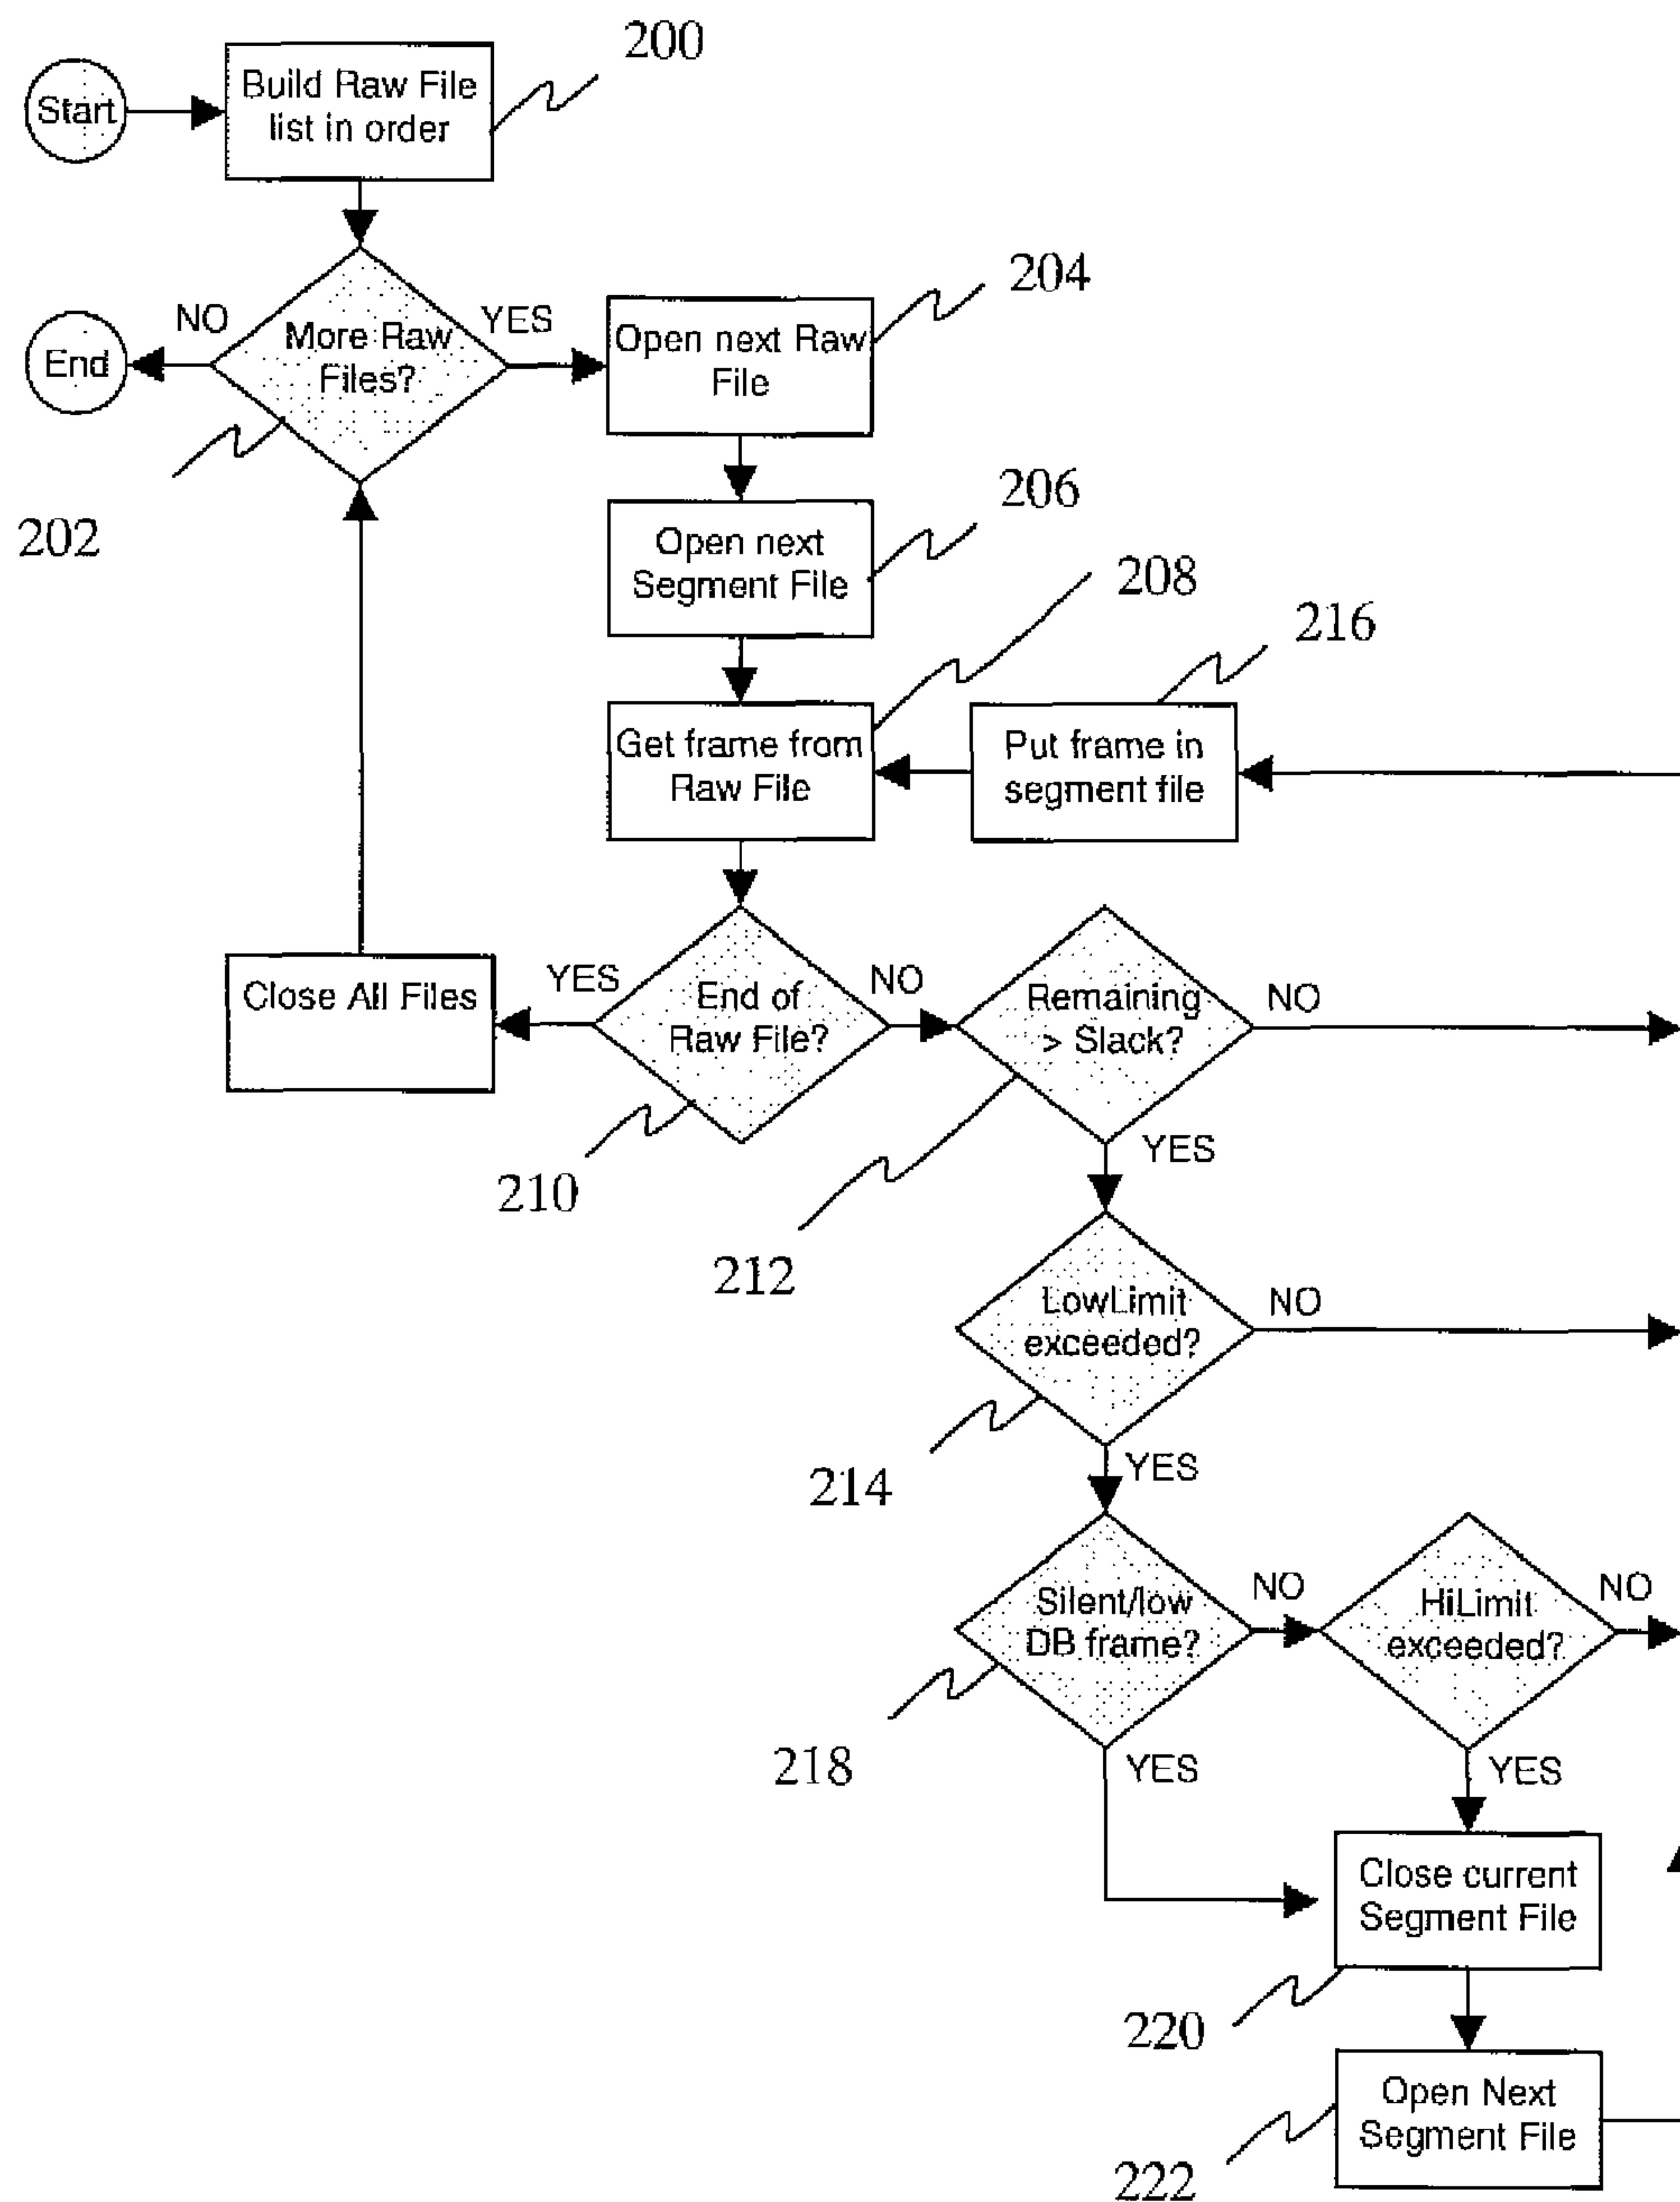 200
Start
Build Raw File
list in order
204
NO
YES
More Raw
Files?
Open next Raw
File
End
202
206
Open next
Segment File
208
216
Get frame from
Raw File
Put frame in
segment file
Close All Files
YES
End of
Raw File?
NO
Remaining
> Slack?
NO
210
YES
212
LowLimit
exceeded?
NO
214
YES
Silent/low
DB frame?
NO
HiLimit
exceeded?
NO
218
YES
YES
Close current
Segment File
220
Open Next
Segment File
222